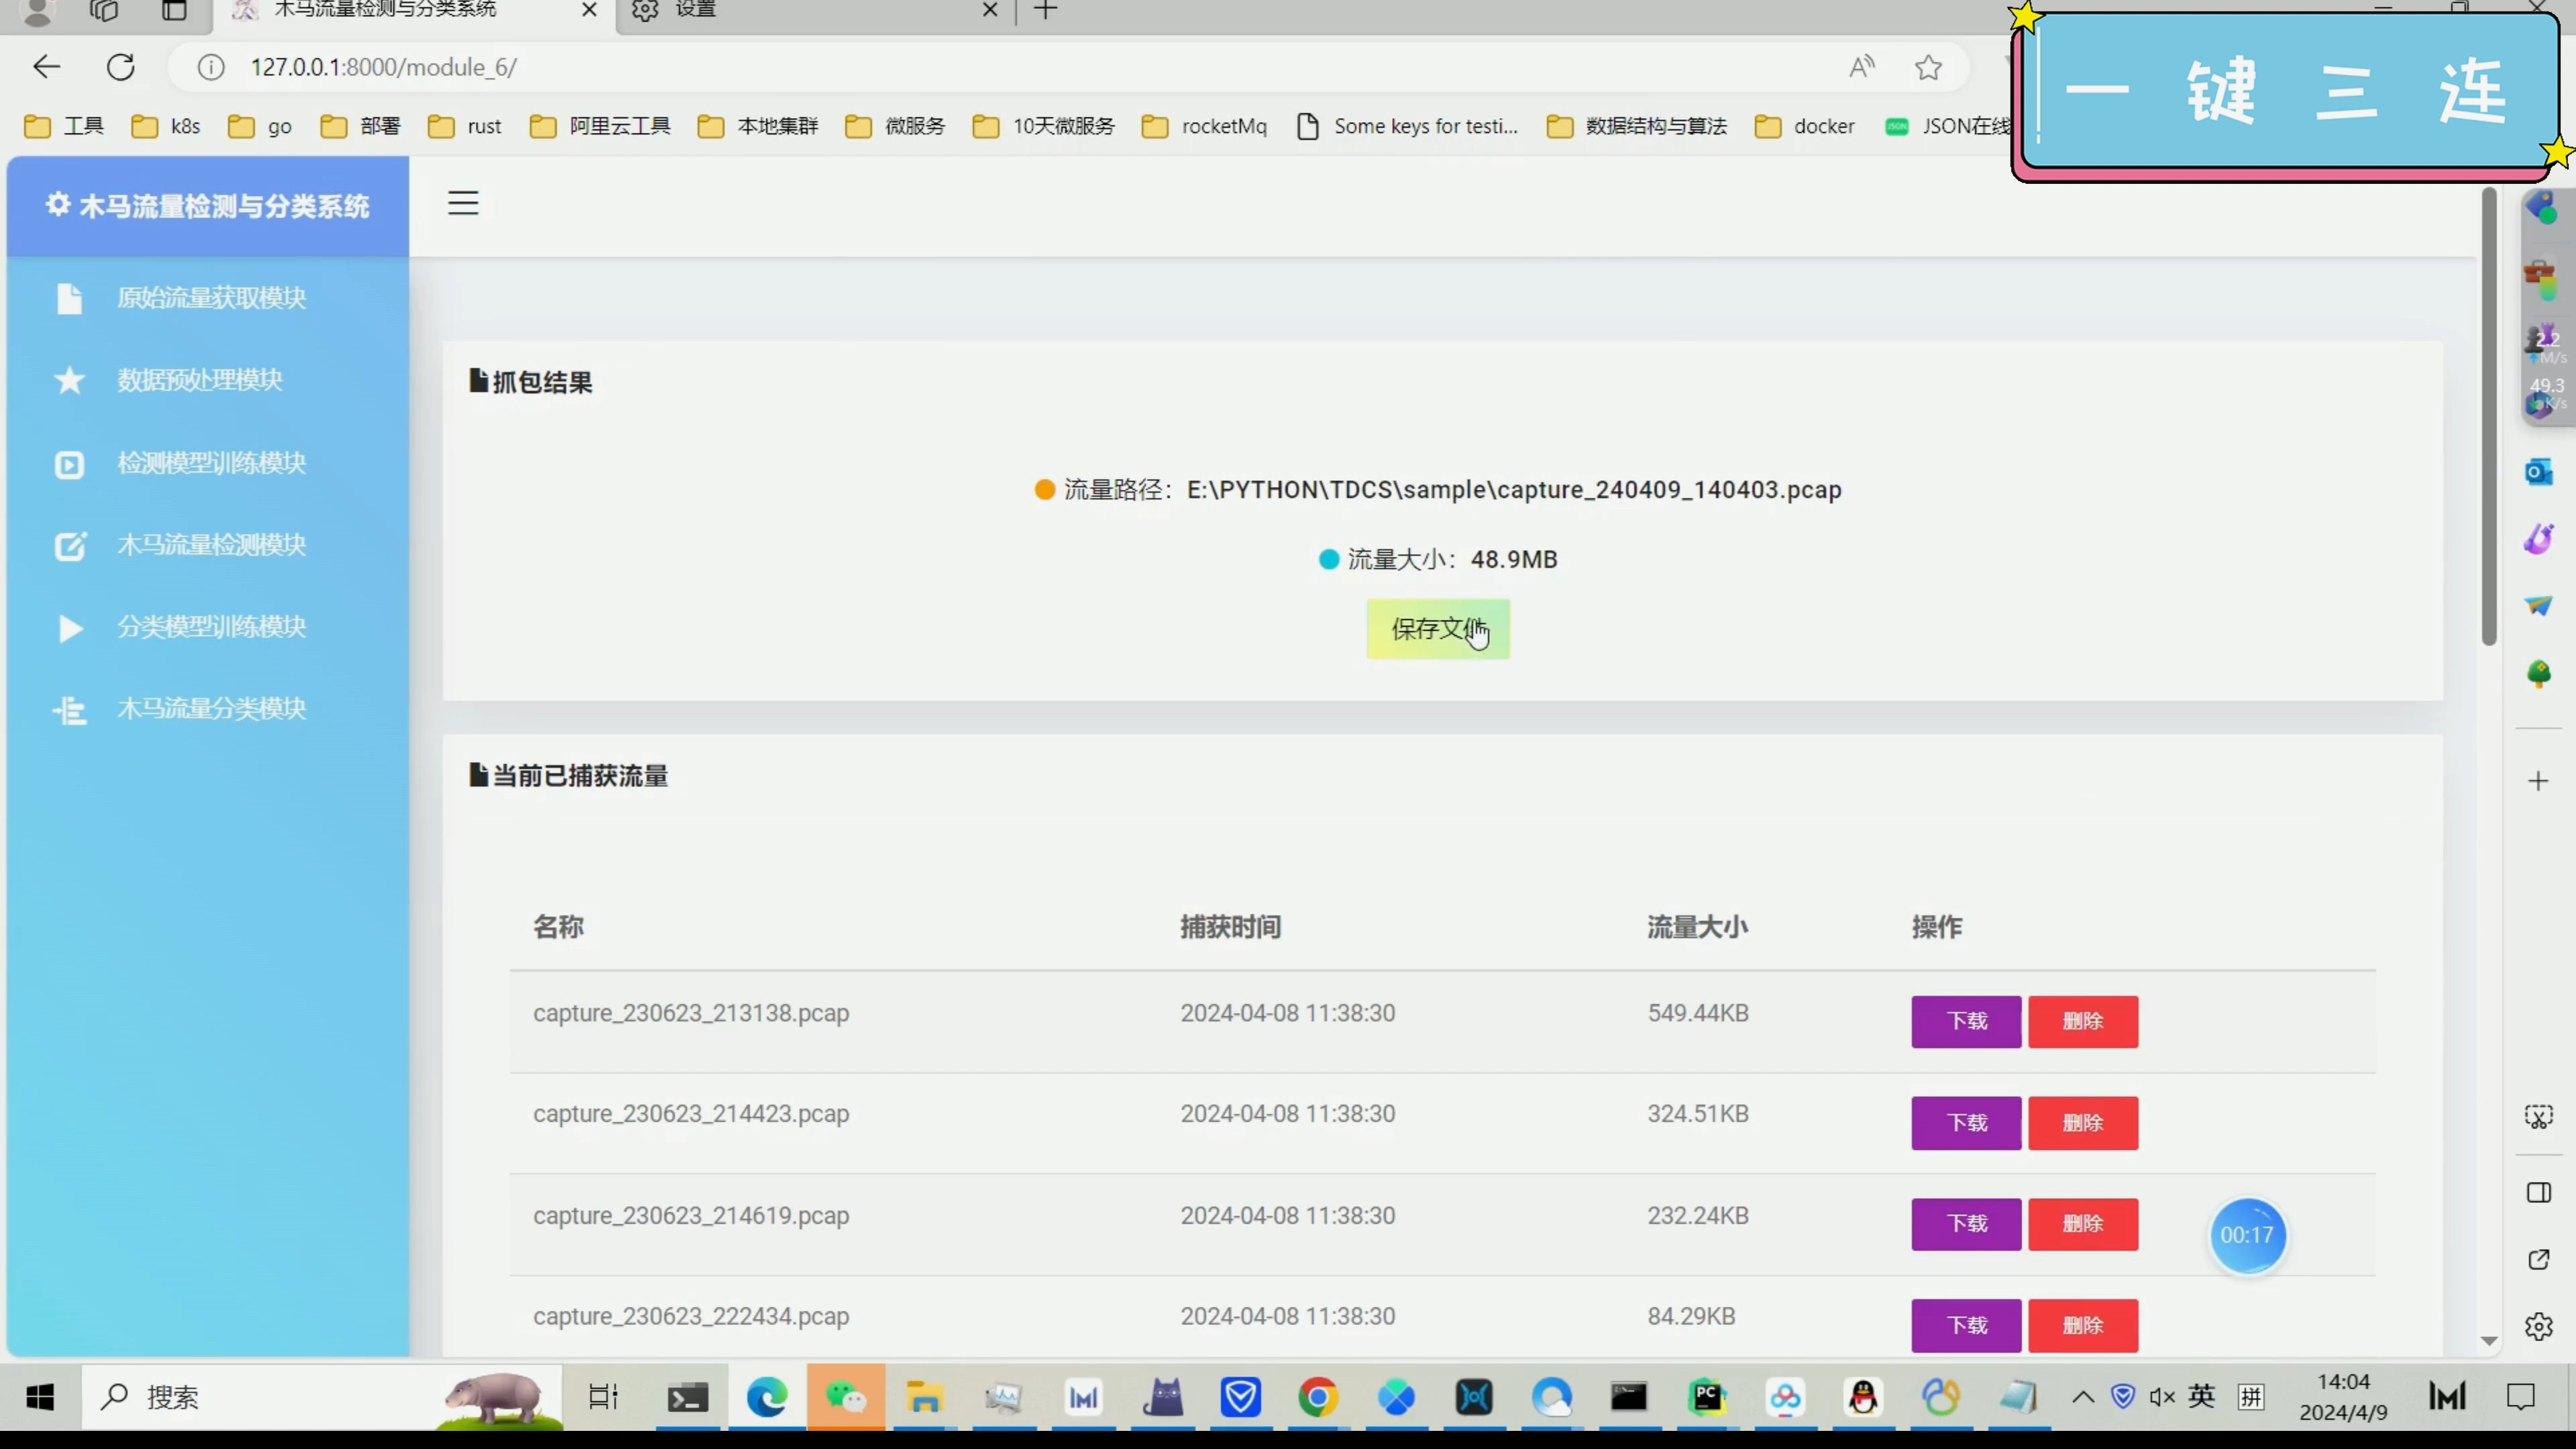 木马流量检测与分类系统
设置
一键三连
127.0.0.1:8000/module_6/
工具
k8s
go
部署
rust
阿里云工具
本地集群
微服务
10天微服务
rocketMq
Some keys for testi...
数据结构与算法
docker
JSON在线
木马流量检测与分类系统
原始流量获取模块
数据预处理模块
检测模型训练模块
木马流量检测模块
分类模型训练模块
木马流量分类模块
抓包结果
流量路径：E:\PYTHON\TDCS\sample\capture_240409_140403.pcap
流量大小：48.9MB
保存文件
当前已捕获流量
名称 捕获时间 流量大小 操作
capture_230623_213138.pcap 2024-04-08 11:38:30 549.44KB 下载 删除
capture_230623_214423.pcap 2024-04-08 11:38:30 324.51KB 下载 删除
capture_230623_214619.pcap 2024-04-08 11:38:30 232.24KB 下载 删除
capture_230623_222434.pcap 2024-04-08 11:38:30 84.29KB 下载 删除
00:17
2.2
M/s
49.3
K/s
搜索
PC
英
拼
14:04
2024/4/9